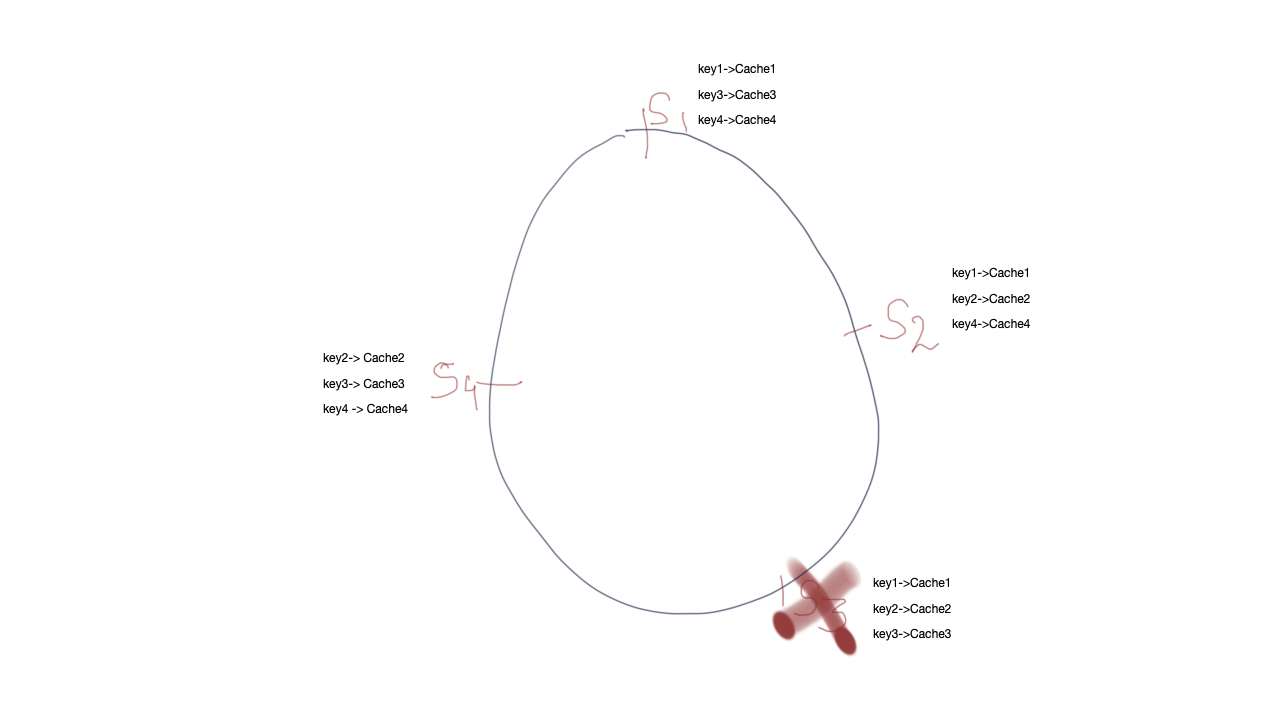 key1->Cache1
key3->Cache3
key4->Cache4
S1
key1->Cache1
key2->Cache2
key4->Cache4
S2
key2-> Cache2
key3-> Cache3
key4 -> Cache4
S4
key1->Cache1
key2->Cache2
key3->Cache3
S3